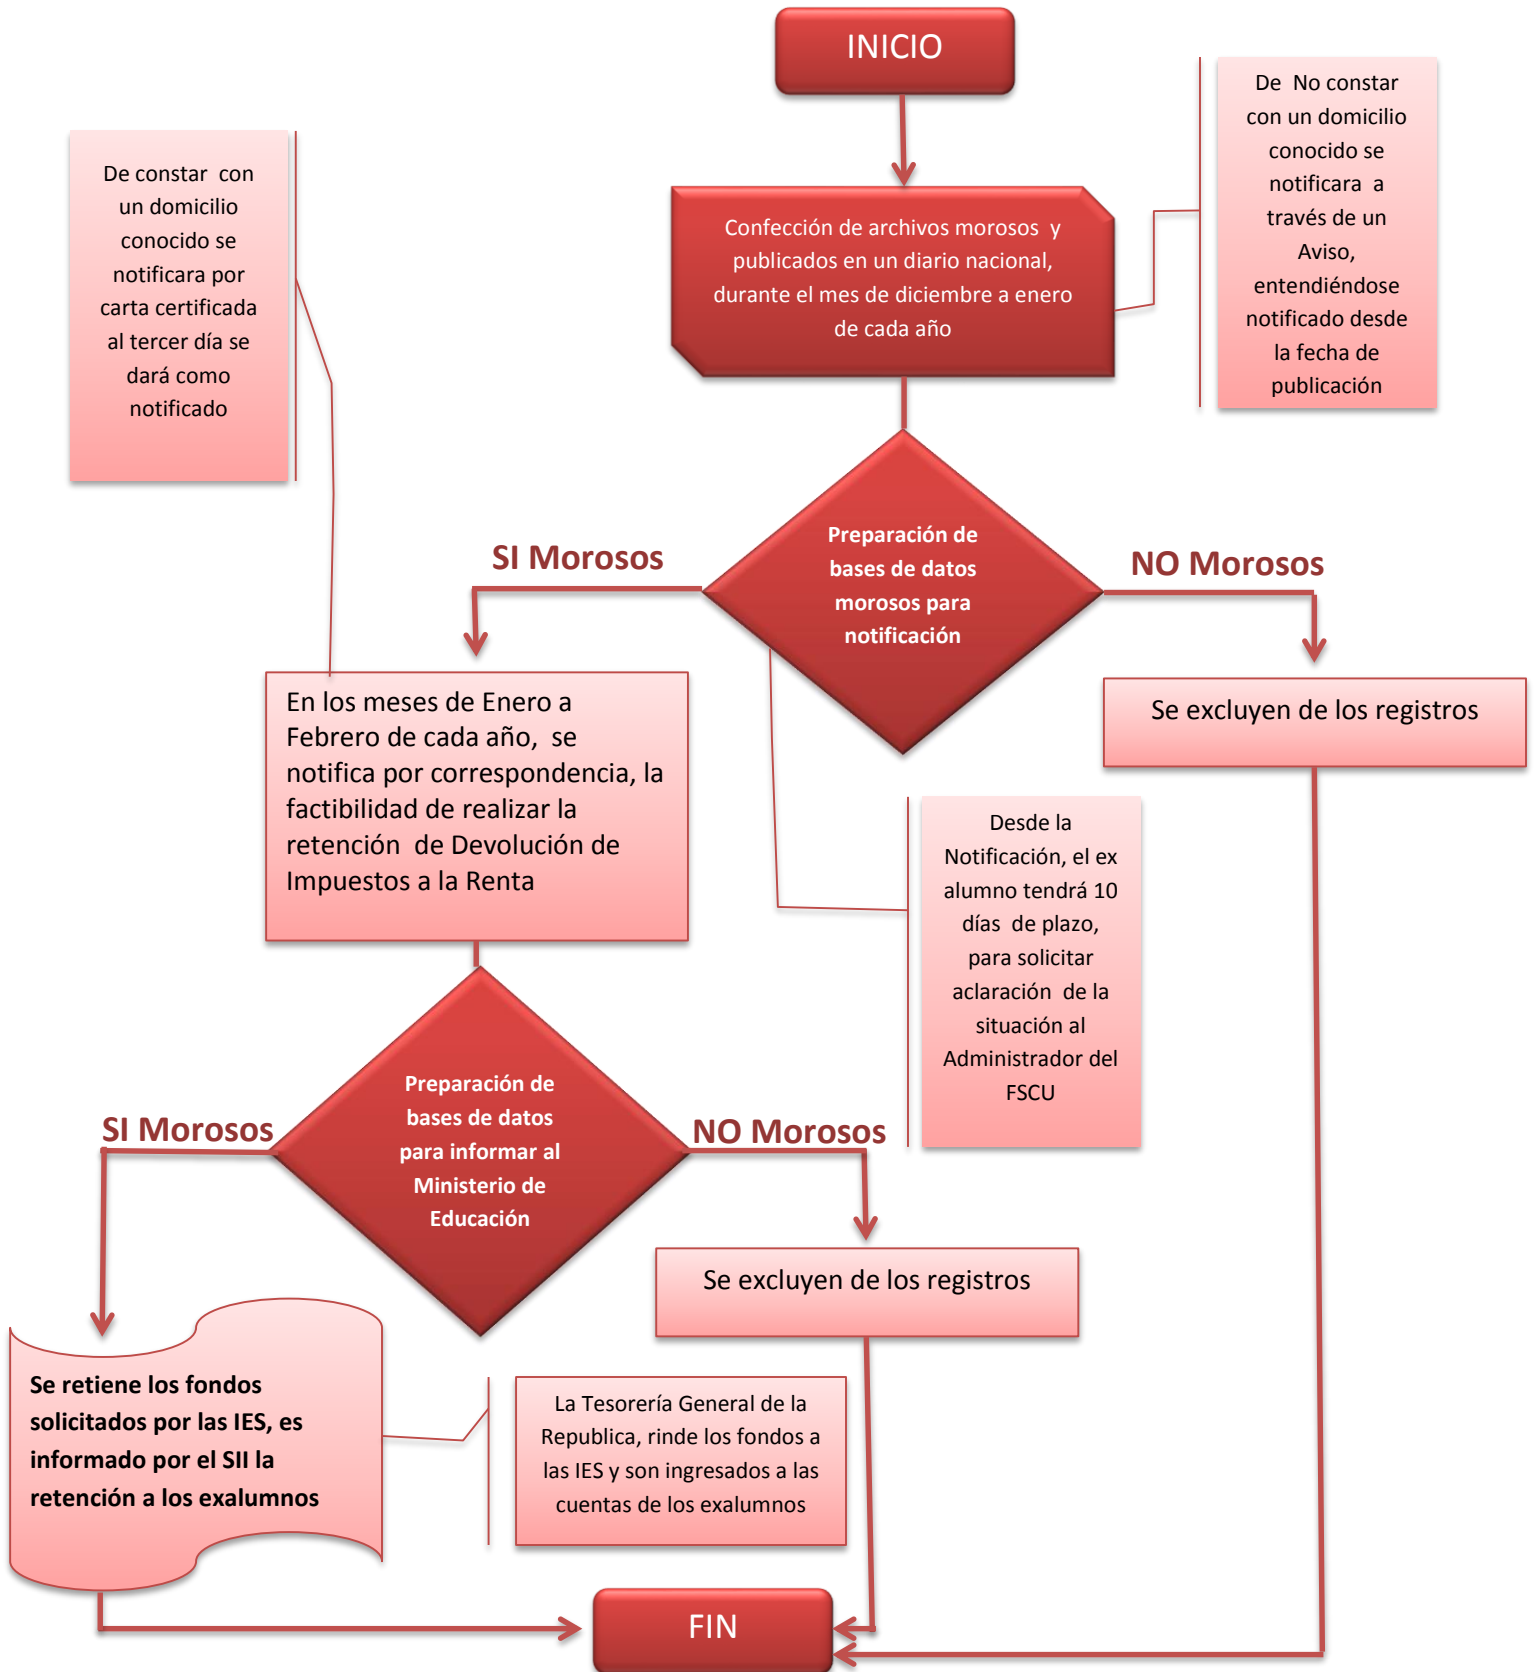 INICIO
De No constar
con un domicilio
conocido se
notificara a
través de un
Aviso,
entendiéndose
notificado desde
la fecha de
publicación
De constar con
un domicilio
conocido se
notificara por
carta certificada
al tercer día se
dará como
notificado
Confección de archivos morosos y
publicados en un diario nacional,
durante el mes de diciembre a enero
de cada año
Preparación de
bases de datos
morosos para
notificación
SI Morosos
NO Morosos
En los meses de Enero a
Febrero de cada año, se
notifica por correspondencia, la
factibilidad de realizar la
retención de Devolución de
Impuestos a la Renta
Se excluyen de los registros
Desde la
Notificación, el ex
alumno tendrá 10
días de plazo,
para solicitar
aclaración de la
situación al
Administrador del
FSCU
Preparación de
bases de datos
para informar al
Ministerio de
Educación
SI Morosos
NO Morosos
Se excluyen de los registros
Se retiene los fondos
solicitados por las IES, es
informado por el SII la
retención a los exalumnos
La Tesorería General de la
Republica, rinde los fondos a
las IES y son ingresados a las
cuentas de los exalumnos
FIN